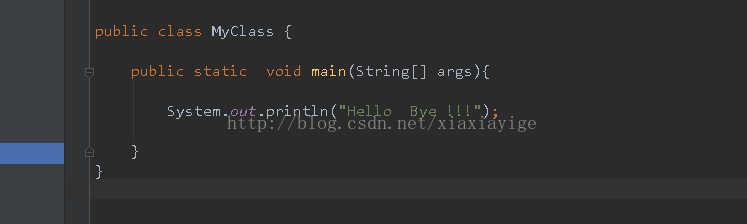 public class MyClass {
public static  void main(String[] args){
System.out.println("Hello  Bye !!!");
http://blog.csdn.net/xiaxiayige
}
}